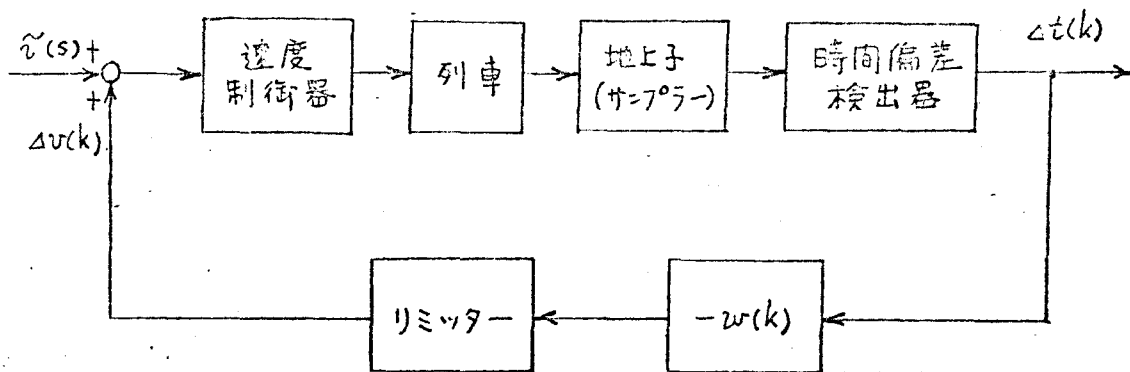 ṽ(s) +
+
Δv(k)
速度
制御器
列車
地上子
(サンプラー)
時間偏差
検出器
Δt(k)
リミッター
-w(k)